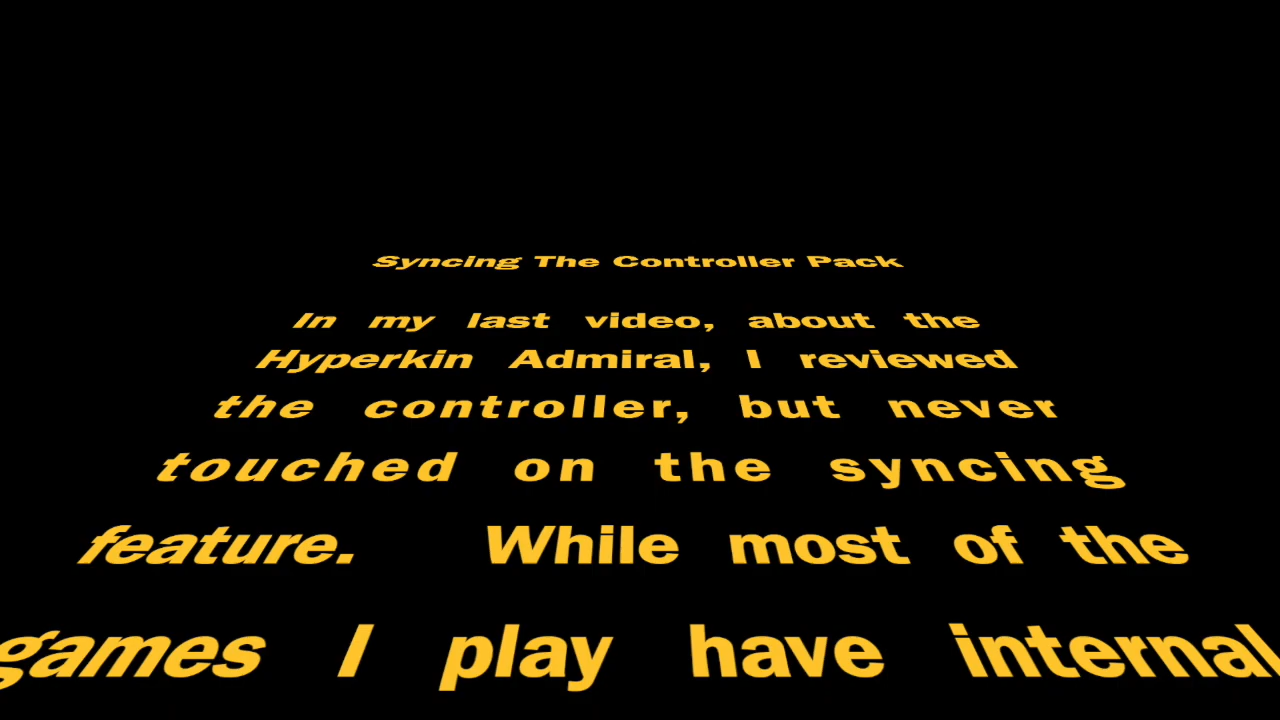 Syncing The Controller Pack
In my last video, about the
Hyperkin Admiral, I reviewed
the controller, but never
touched on the syncing
feature. While most of the
games I play have internal